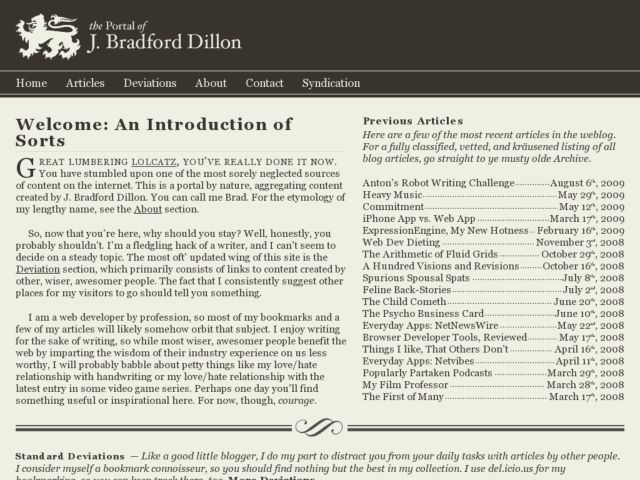 the Portal of
J. Bradford Dillon
Home Articles Deviations About Contact Syndication
Welcome: An Introduction of
Sorts
GREAT LUMBERING LOLCATZ, YOU'VE REALLY DONE IT NOW.
You have stumbled upon one of the most sorely neglected sources
of content on the internet. This is a portal by nature, aggregating content
created by J. Bradford Dillon. You can call me Brad. For the etymology of
my lengthy name, see the About section.
So, now that you're here, why should you stay? Well, honestly, you
probably shouldn't. I'm a fledgling hack of a writer, and I can't seem to
decide on a steady topic. The most oft' updated wing of this site is the
Deviation section, which primarily consists of links to content created by
other, wiser, awesomer people. The fact that I consistently suggest other
places for my visitors to go should tell you something.
I am a web developer by profession, so most of my bookmarks and a
few of my articles will likely somehow orbit that subject. I enjoy writing
for the sake of writing, so while most wiser, awesomer people benefit the
web by imparting the wisdom of their industry experience on us less
worthy, I will probably babble about petty things like my love/hate
relationship with handwriting or my love/hate relationship with the
latest entry in some video game series. Perhaps one day you'll find
something useful or inspirational here. For now, though, courage.
Previous Articles
Here are a few of the most recent articles in the weblog.
For a fully classified, vetted, and kräusened listing of all
blog articles, go straight to ye musty olde Archive.
Anton's Robot Writing Challenge August 6th, 2009
Heavy Music May 29th, 2009
Commitment May 12th, 2009
iPhone App vs. Web App March 17th, 2009
ExpressionEngine, My New Hotness February 16th, 2009
Web Dev Dieting November 3rd, 2008
The Arithmetic of Fluid Grids October 29th, 2008
A Hundred Visions and Revisions October 16th, 2008
Spurious Spousal Spats July 8th, 2008
Feline Back-Stories July 2nd, 2008
The Child Cometh June 20th, 2008
The Psycho Business Card June 10th, 2008
Everyday Apps: NetNewsWire May 22nd, 2008
Browser Developer Tools, Reviewed May 17th, 2008
Things I like, That Others Don't April 16th, 2008
Everyday Apps: Netvibes April 11th, 2008
Popularly Partaken Podcasts March 29th, 2008
My Film Professor March 28th, 2008
The First of Many March 17th, 2008
Standard Deviations — Like a good little blogger, I do my part to distract you from your daily tasks with articles by other people.
I consider myself a bookmark connoisseur, so you should find nothing but the best in my collection. I use del.icio.us for my
bookmarking, so you can keep track there, too. More Deviations